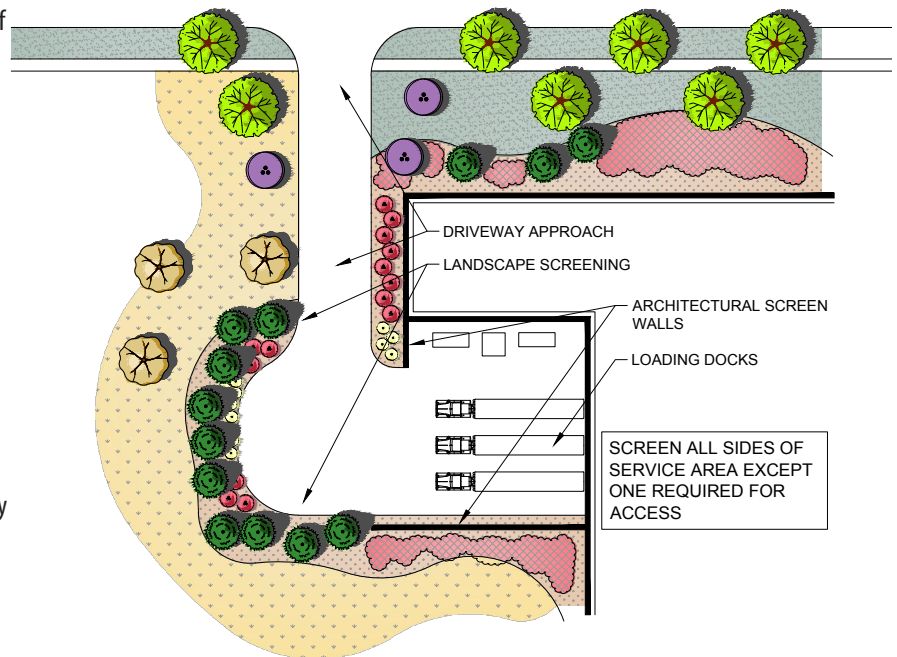 f
DRIVEWAY APPROACH
LANDSCAPE SCREENING
ARCHITECTURAL SCREEN
WALLS
LOADING DOCKS
SCREEN ALL SIDES OF
SERVICE AREA EXCEPT
ONE REQUIRED FOR
ACCESS
y